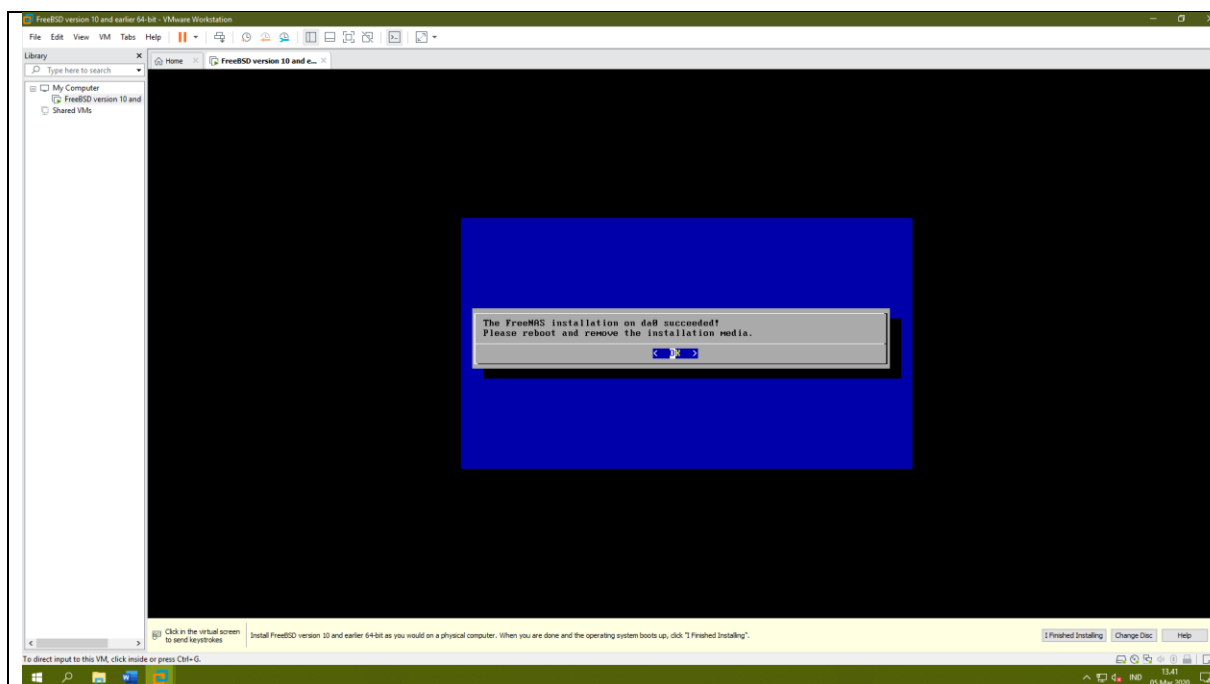 FreeBSD version 10 and earlier 64-bit - VMware Workstation
File Edit View VM Tabs Help
Library
Home
FreeBSD version 10 and e...
Type here to search
My Computer
FreeBSD version 10 and
Shared VMs
The FreeNAS installation on da0 succeeded!
Please reboot and remove the installation media.
< OK >
Click in the virtual screen
to send keystrokes
Install FreeBSD version 10 and earlier 64-bit as you would on a physical computer. When you are done and the operating system boots up, click "I Finished Installing".
I Finished Installing
Change Disc
Help
To direct input to this VM, click inside or press Ctrl+G.
IND
13.41
05 Mar 2020